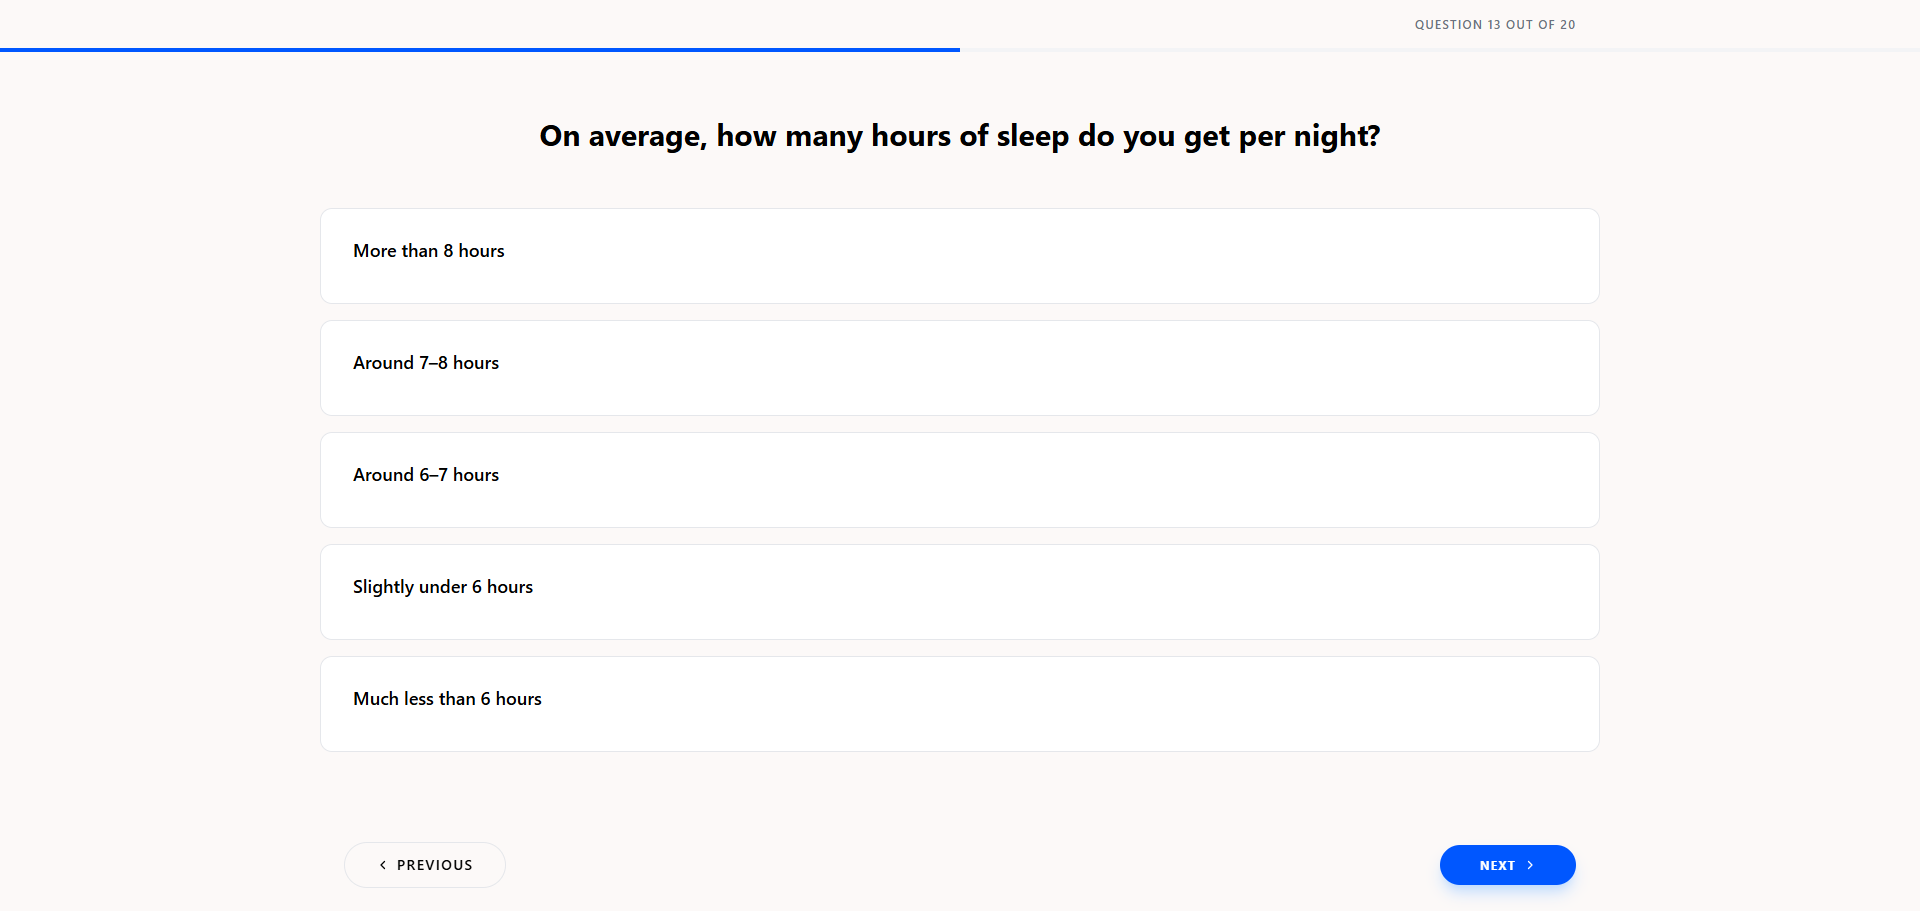 QUESTION 13 OUT OF 20
On average, how many hours of sleep do you get per night?
More than 8 hours
Around 7–8 hours
Around 6–7 hours
Slightly under 6 hours
Much less than 6 hours
PREVIOUS
NEXT